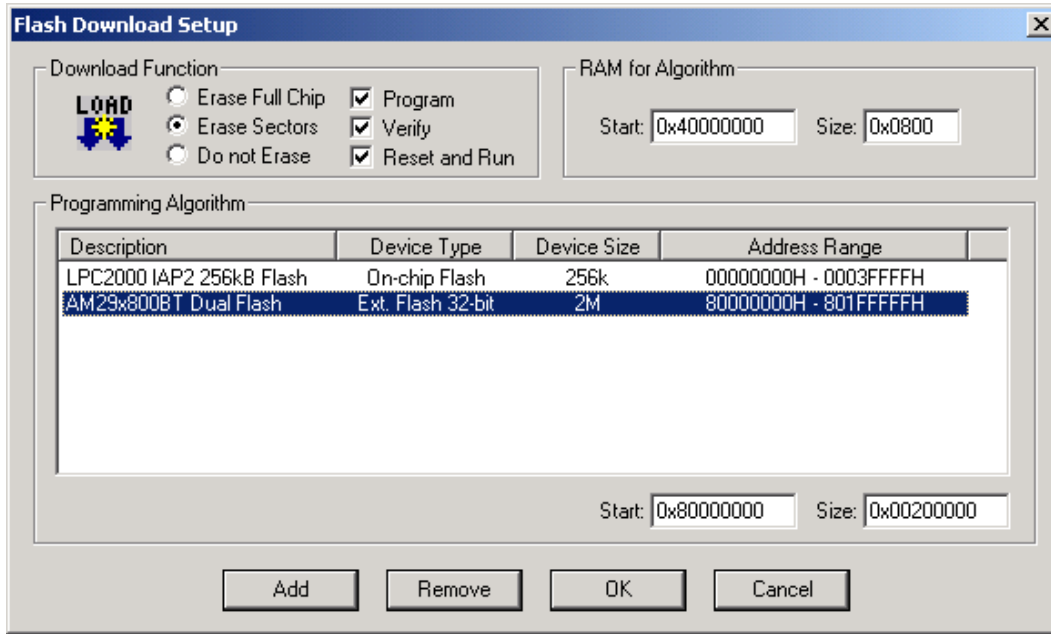 Flash Download Setup
Download Function
LOAD
Erase Full Chip
Erase Sectors
Do not Erase
Program
Verify
Reset and Run
RAM for Algorithm
Start: 0x40000000 Size: 0x0800
Programming Algorithm
Description Device Type Device Size Address Range
LPC2000 IAP2 256kB Flash On-chip Flash 256k 00000000H - 0003FFFFH
AM29x800BT Dual Flash Ext. Flash 32-bit 2M 80000000H - 801FFFFFH
Start: 0x80000000 Size: 0x00200000
Add Remove OK Cancel